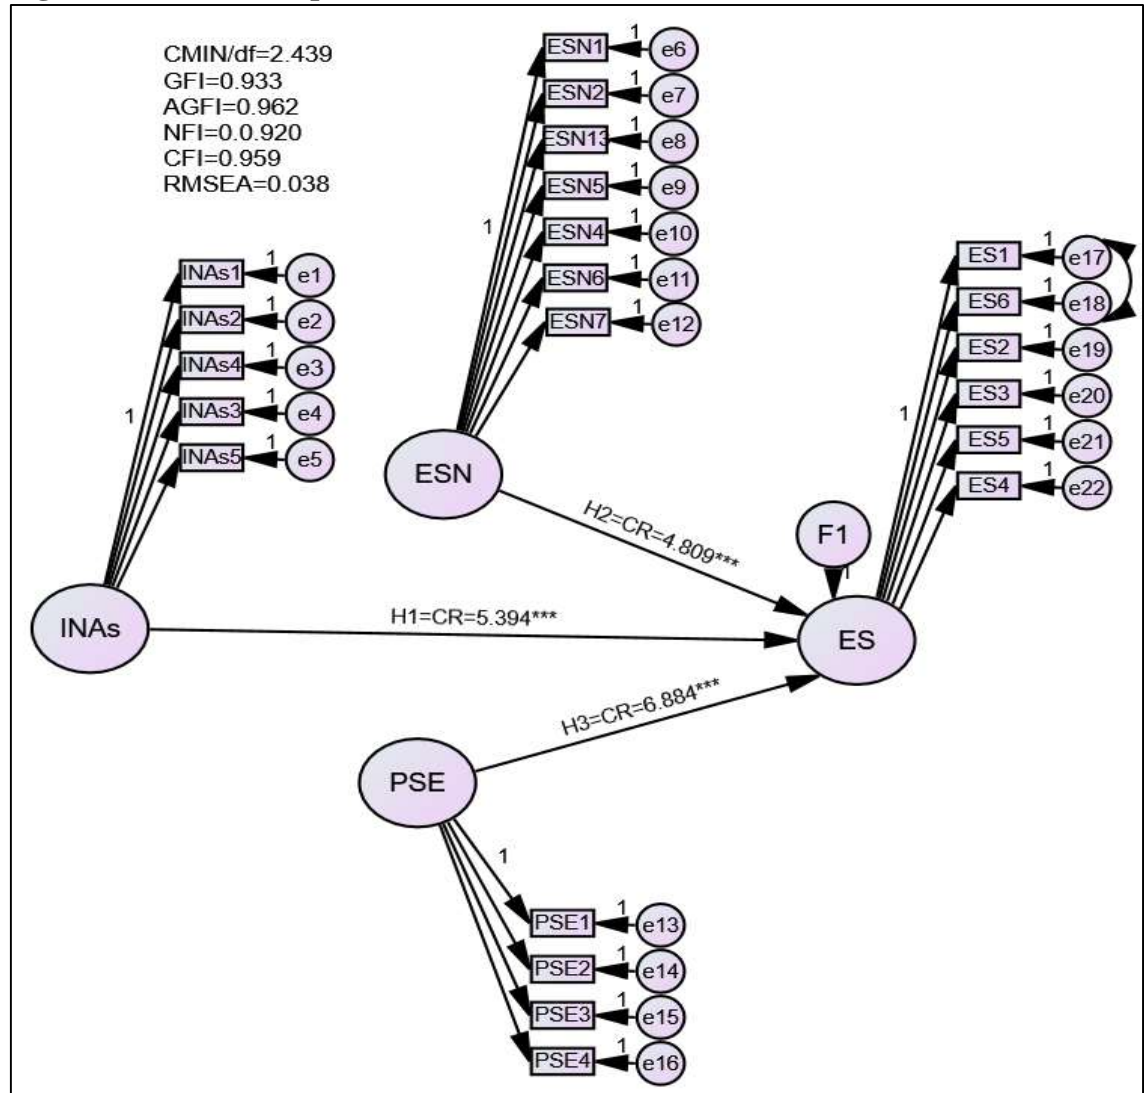 CMIN/df=2.439
GFI=0.933
AGFI=0.962
NFI=0.0.920
CFI=0.959
RMSEA=0.038
ESN1 1 e6
ESN2 1 e7
ESN13 1 e8
ESN5 1 e9
ESN4 1 e10
ESN6 1 e11
ESN7 1 e12
1
ESN
INAs1 1 e1
INAs2 1 e2
INAs4 1 e3
INAs3 1 e4
INAs5 1 e5
1
INAs
ES1 1 e17
ES6 1 e18
ES2 1 e19
ES3 1 e20
ES5 1 e21
ES4 1 e22
1
H2=CR=4.809***
F1
1
H1=CR=5.394***
ES
H3=CR=6.884***
PSE
1
PSE1 1 e13
PSE2 1 e14
PSE3 1 e15
PSE4 1 e16